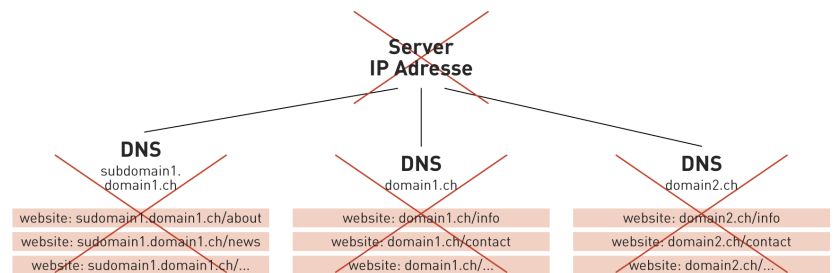 Server
IP Adresse
DNS
subdomain1.
domain1.ch
website: sudomain1.domain1.ch/about
website: sudomain1.domain1.ch/news
website: sudomain1.domain1.ch/...
DNS
domain1.ch
website: domain1.ch/info
website: domain1.ch/contact
website: domain1.ch/...
DNS
domain2.ch
website: domain2.ch/info
website: domain2.ch/contact
website: domain2.ch/...